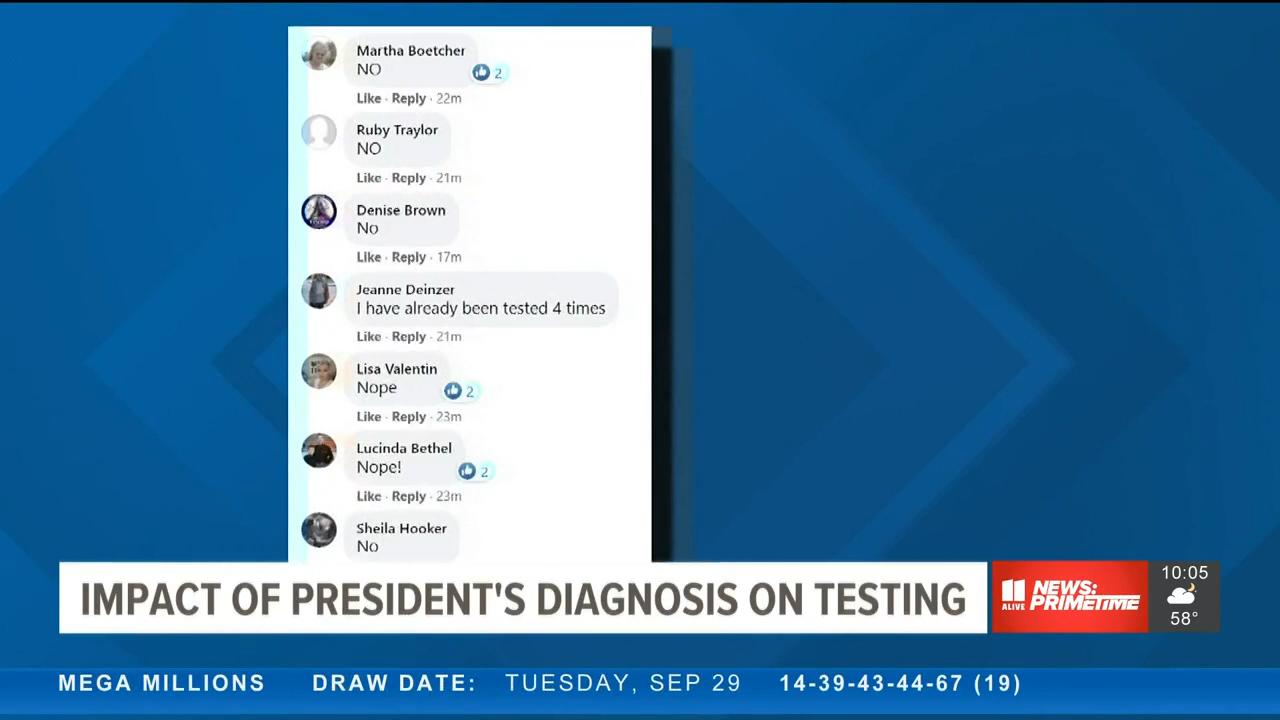 Martha Boetcher
NO
2
Like · Reply · 22m
Ruby Traylor
NO
Like · Reply · 21m
Denise Brown
No
Like · Reply · 17m
Jeanne Deinzer
I have already been tested 4 times
Like · Reply · 21m
Lisa Valentin
Nope
2
Like · Reply · 23m
Lucinda Bethel
Nope!
2
Like · Reply · 23m
Sheila Hooker
No
IMPACT OF PRESIDENT'S DIAGNOSIS ON TESTING
11 ALIVE NEWS: PRIMETIME
10:05
58°
MEGA MILLIONS DRAW DATE: TUESDAY, SEP 29 14-39-43-44-67 (19)